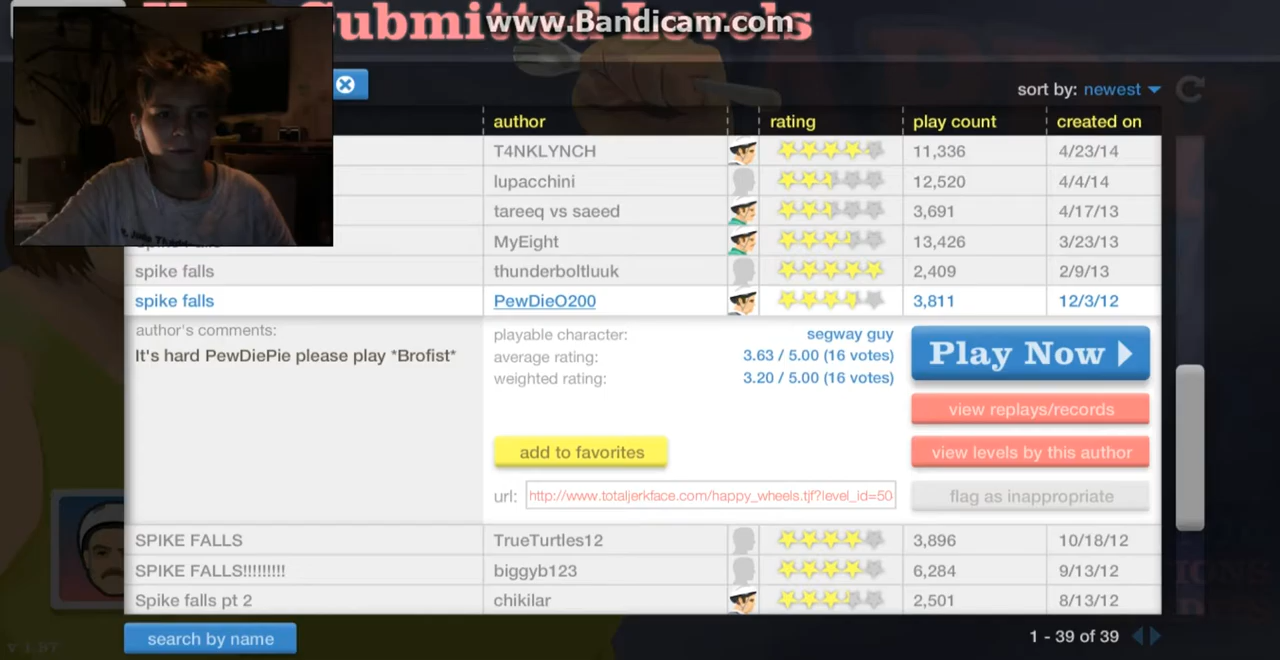 Submitted Levels
www.Bandicam.com
sort by: newest
author rating play count created on
T4NKLYNCH 11,336 4/23/14
lupacchini 12,520 4/4/14
tareeq vs saeed 3,691 4/17/13
MyEight 13,426 3/23/13
spike falls thunderboltluuk 2,409 2/9/13
spike falls PewDieO200 3,811 12/3/12
author's comments:
It's hard PewDiePie please play *Brofist*
playable character: segway guy
average rating: 3.63 / 5.00 (16 votes)
weighted rating: 3.20 / 5.00 (16 votes)
Play Now
view replays/records
add to favorites
view levels by this author
url: http://www.totaljerkface.com/happy_wheels.tjf?level_id=50
flag as inappropriate
SPIKE FALLS TrueTurtles12 3,896 10/18/12
SPIKE FALLS!!!!!!!!! biggyb123 6,284 9/13/12
Spike falls pt 2 chikilar 2,501 8/13/12
search by name
1 - 39 of 39
v 1.87